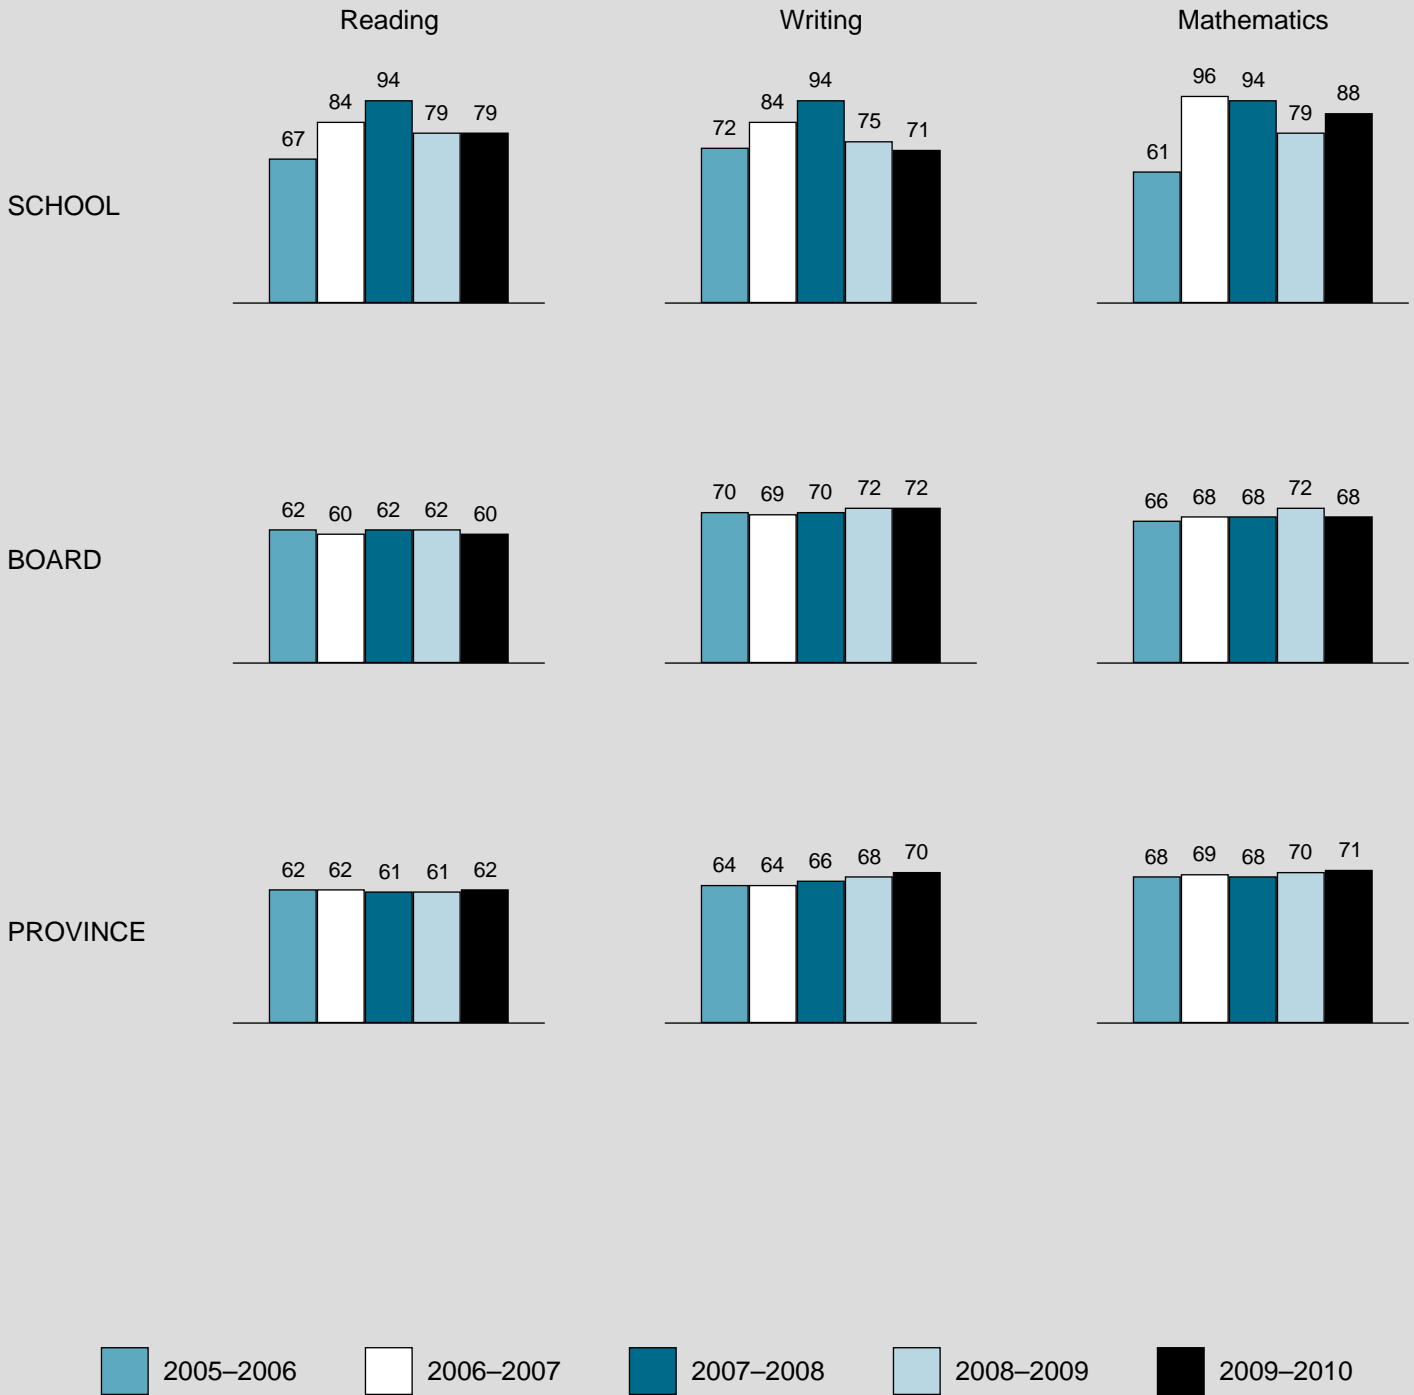 Reading Writing Mathematics
SCHOOL
67 84 94 79 79
72 84 94 75 71
61 96 94 79 88
BOARD
62 60 62 62 60
70 69 70 72 72
66 68 68 72 68
PROVINCE
62 62 61 61 62
64 64 66 68 70
68 69 68 70 71
2005–2006 2006–2007 2007–2008 2008–2009 2009–2010